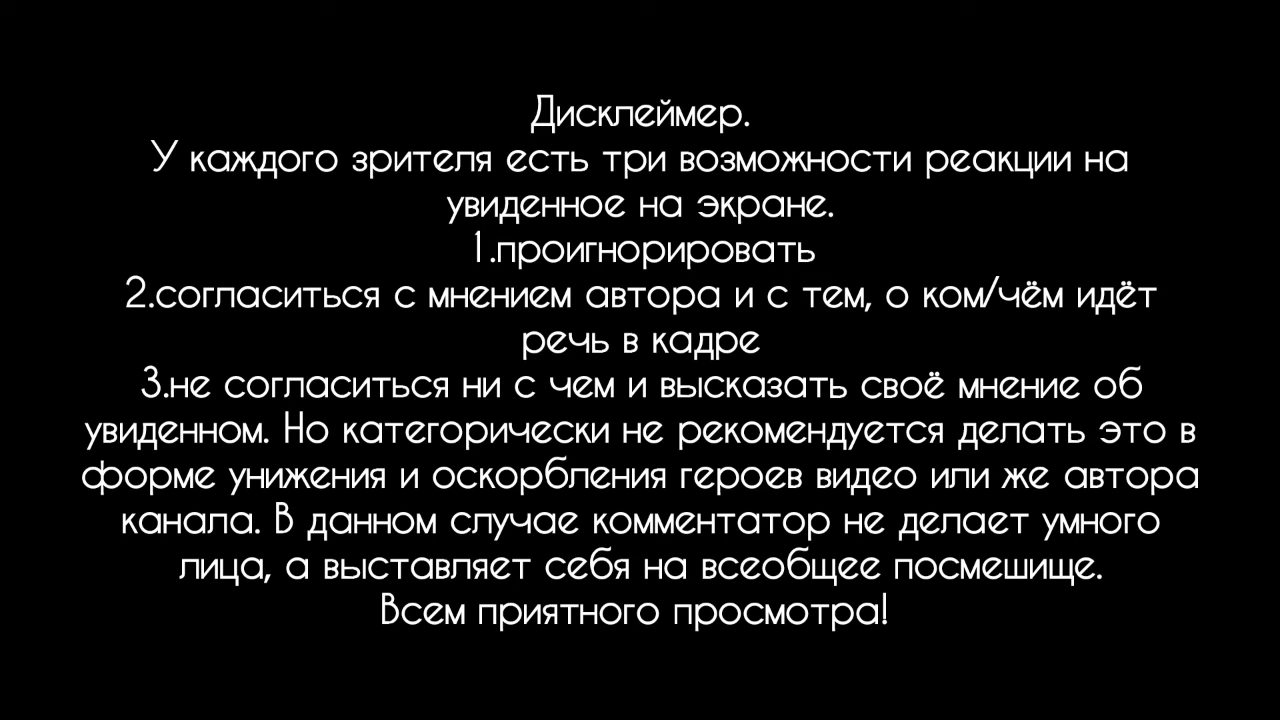 Дисклеймер.
У каждого зрителя есть три возможности реакции на
увиденное на экране.
1.проигнорировать
2.согласиться с мнением автора и с тем, о ком/чём идёт
речь в кадре
3.не согласиться ни с чем и высказать своё мнение об
увиденном. Но категорически не рекомендуется делать это в
форме унижения и оскорбления героев видео или же автора
канала. В данном случае комментатор не делает умного
лица, а выставляет себя на всеобщее посмешище.
Всем приятного просмотра!